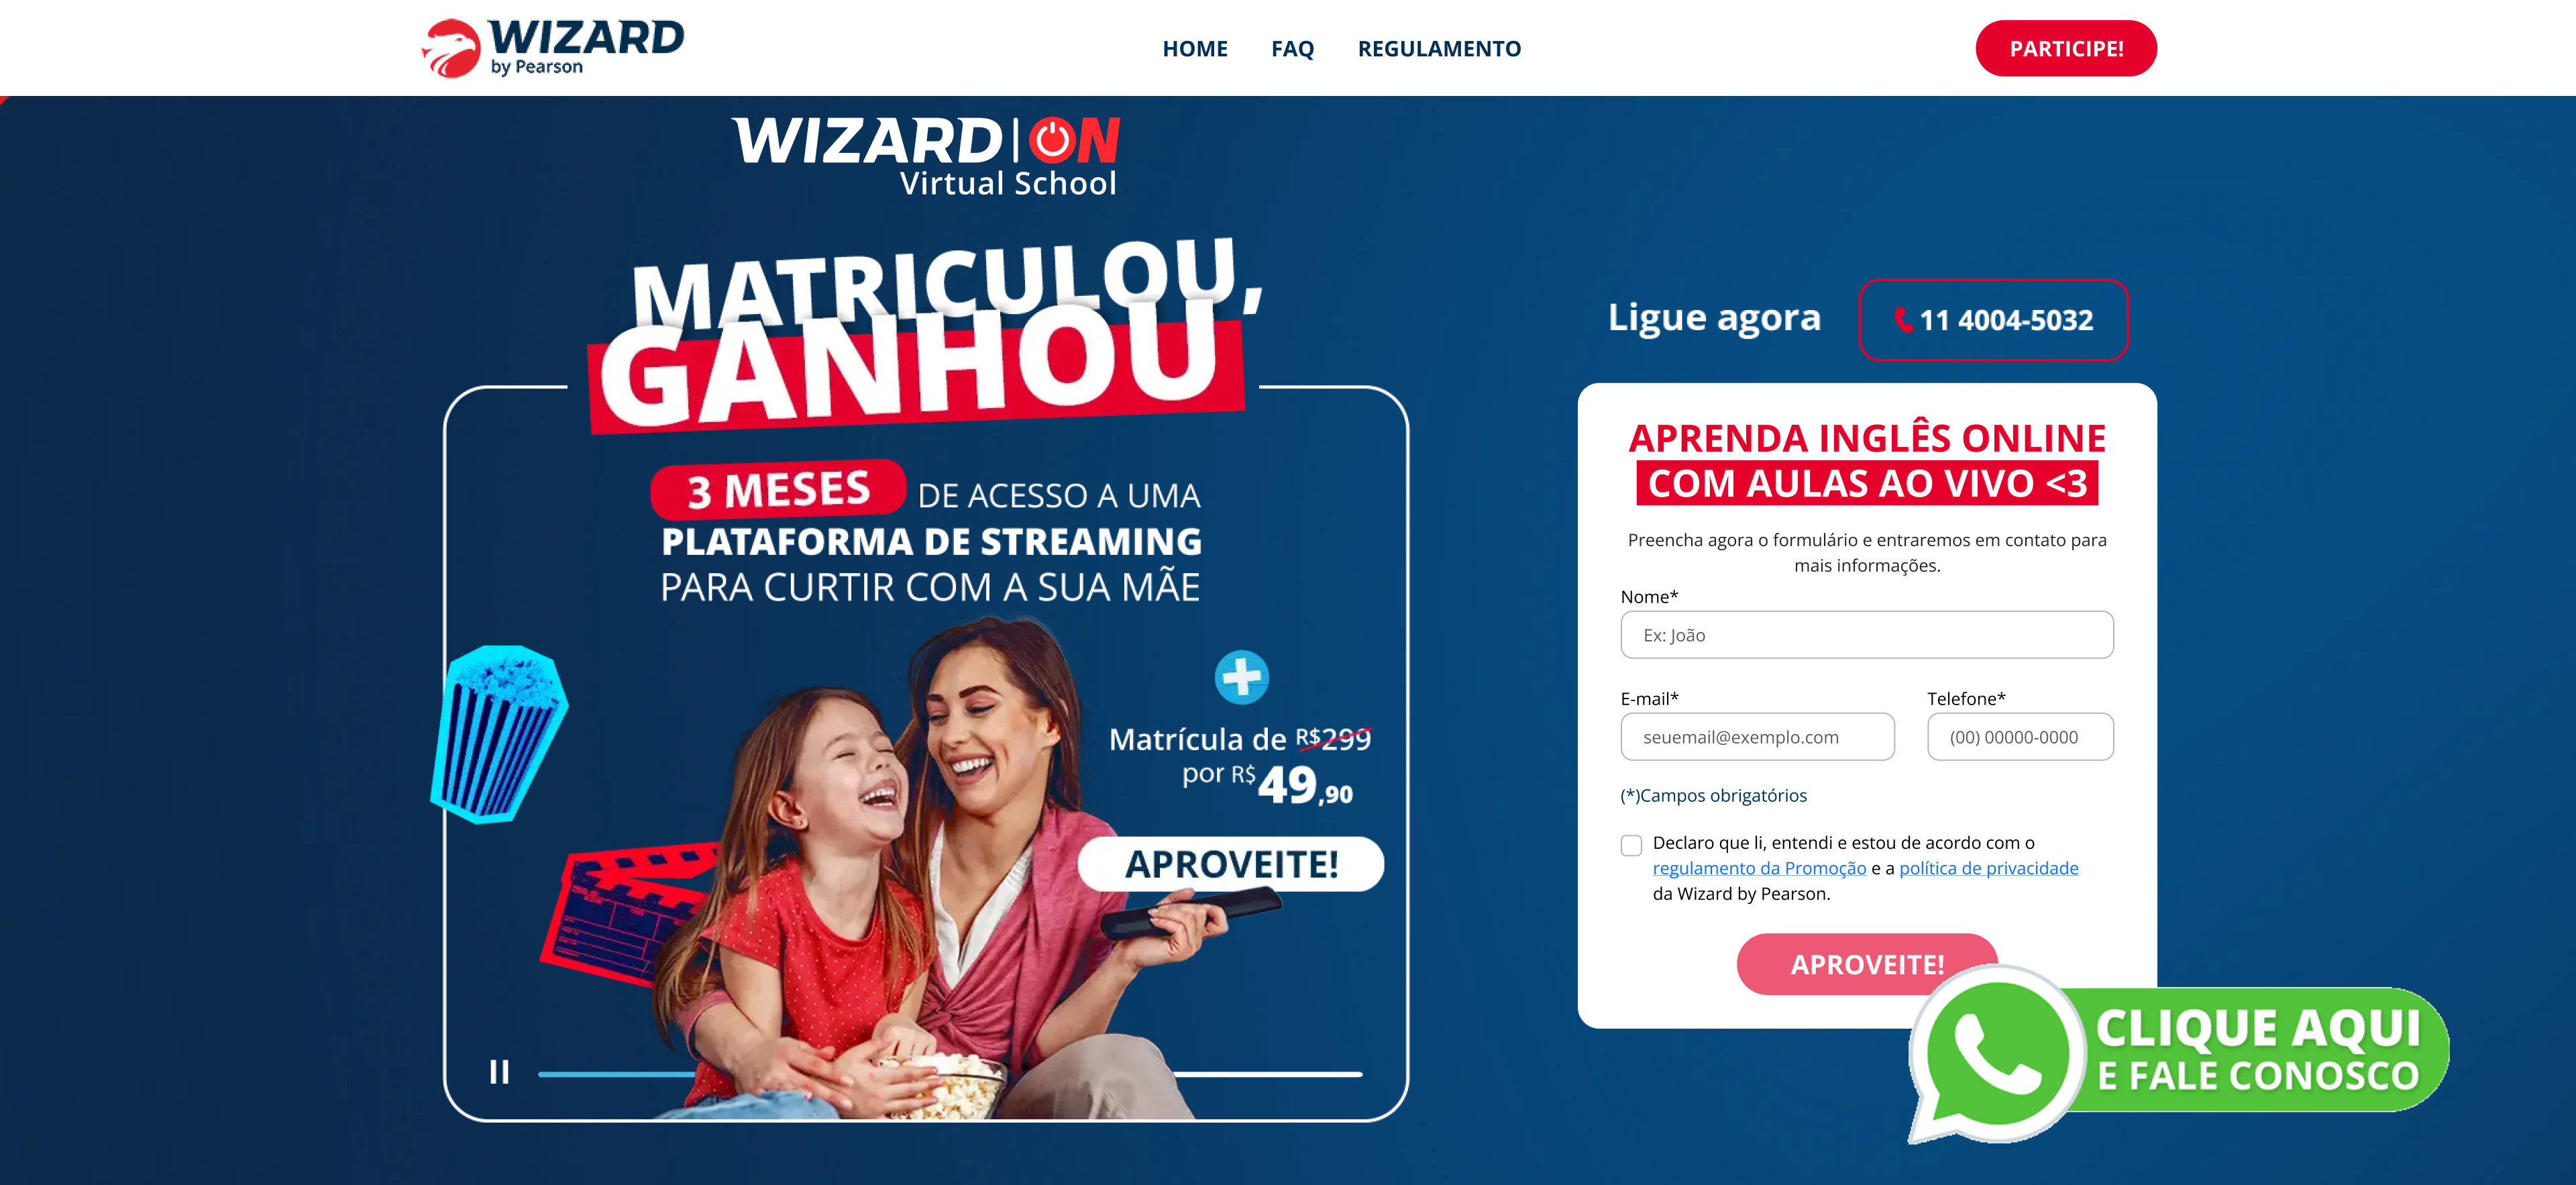 WIZARD
by Pearson
HOME
FAQ
REGULAMENTO
PARTICIPE!
WIZARD|ON
Virtual School
MATRICULOU,
GANHOU
3 MESES DE ACESSO A UMA
PLATAFORMA DE STREAMING
PARA CURTIR COM A SUA MÃE
Matrícula de R$299
por R$49,90
APROVEITE!
Ligue agora
11 4004-5032
APRENDA INGLÊS ONLINE
COM AULAS AO VIVO <3
Preencha agora o formulário e entraremos em contato para
mais informações.
Nome*
Ex: João
E-mail*
Telefone*
seuemail@exemplo.com
(00) 00000-0000
(*)Campos obrigatórios
Declaro que li, entendi e estou de acordo com o
regulamento da Promoção e a política de privacidade
da Wizard by Pearson.
APROVEITE!
CLIQUE AQUI
E FALE CONOSCO